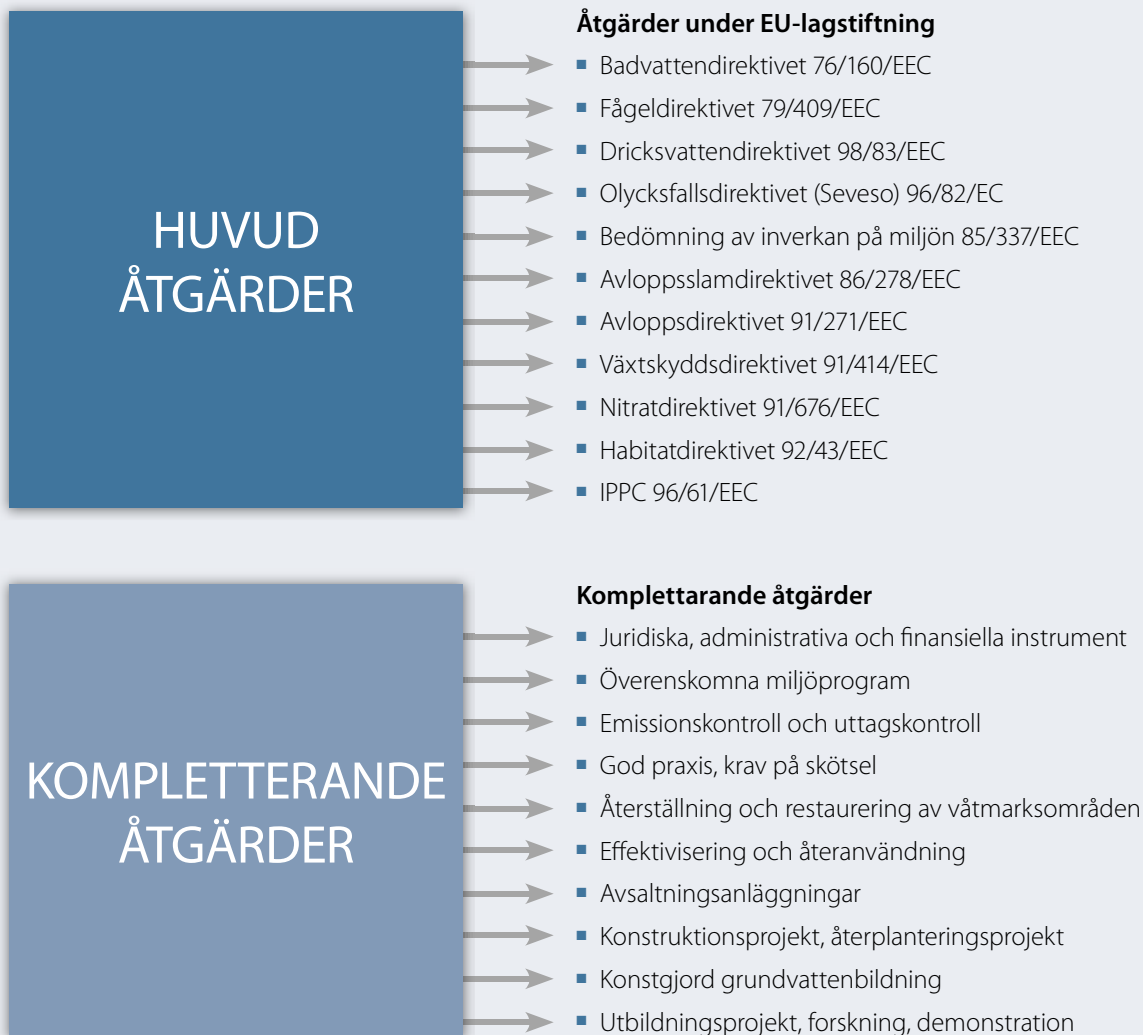 HUVUD
ÅTGÄRDER
Åtgärder under EU-lagstiftning
▪ Badvattendirektivet 76/160/EEC
▪ Fågeldirektivet 79/409/EEC
▪ Dricksvattendirektivet 98/83/EEC
▪ Olycksfallsdirektivet (Seveso) 96/82/EC
▪ Bedömning av inverkan på miljön 85/337/EEC
▪ Avloppsslamdirektivet 86/278/EEC
▪ Avloppsdirektivet 91/271/EEC
▪ Växtskyddsdirektivet 91/414/EEC
▪ Nitratdirektivet 91/676/EEC
▪ Habitatdirektivet 92/43/EEC
▪ IPPC 96/61/EEC
KOMPLETTERANDE
ÅTGÄRDER
Komplettarande åtgärder
▪ Juridiska, administrativa och finansiella instrument
▪ Överenskomna miljöprogram
▪ Emissionskontroll och uttagskontroll
▪ God praxis, krav på skötsel
▪ Återställning och restaurering av våtmarksområden
▪ Effektivisering och återanvändning
▪ Avsaltningsanläggningar
▪ Konstruktionsprojekt, återplanteringsprojekt
▪ Konstgjord grundvattenbildning
▪ Utbildningsprojekt, forskning, demonstration